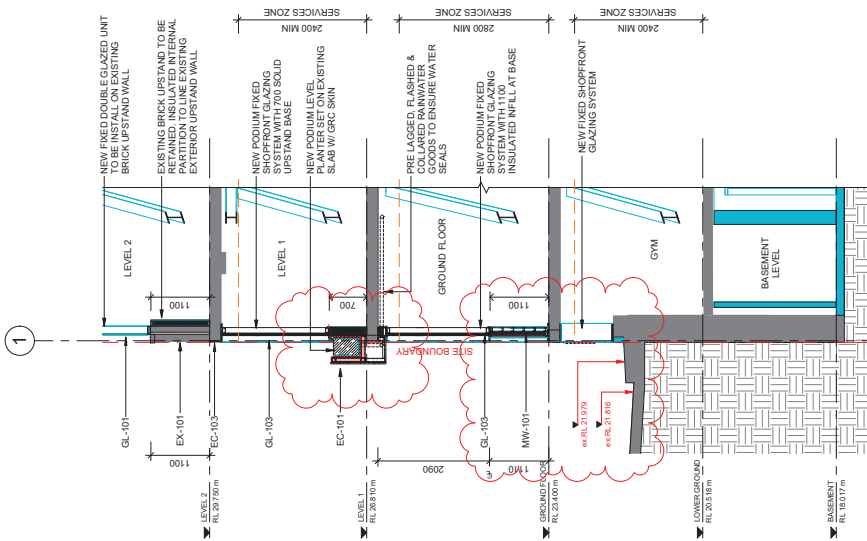 1
NEW FIXED DOUBLE GLAZED UNIT
TO BE INSTALL ON EXISTING
BRICK UPSTAND WALL
EXISTING BRICK UPSTAND TO BE
RETAINED. INSULATED INTERNAL
PARTITION TO LINE EXISTING
EXTERIOR UPSTAND WALL
NEW PODIUM FIXED
SHOPFRONT GLAZING
SYSTEM WITH 700 SOLID
UPSTAND BASE
NEW PODIUM LEVEL
PLANTER SET ON EXISTING
SLAB W/ GRC SKIN
PRE LAGGED, FLASHED &
COLLARED RAINWATER
GOODS TO ENSURE WATER
SEALS
NEW PODIUM FIXED
SHOPFRONT GLAZING
SYSTEM WITH 1100
INSULATED INFILL AT BASE
NEW FIXED SHOPFRONT
GLAZING SYSTEM
2400 MIN
SERVICES ZONE
2800 MIN
SERVICES ZONE
2400 MIN
SERVICES ZONE
LEVEL 2
LEVEL 1
GROUND FLOOR
GYM
BASEMENT
LEVEL
1100
700
1100
SITE BOUNDARY
GL-101
EX-101
EC-103
GL-103
EC-101
GL-103
MW-101
ex.RL 21.979
ex.RL 21.816
1100
2090
1110
LEVEL 2
RL 29.750 m
LEVEL 1
RL 26.810 m
GROUND FLOOR
RL 23.400 m
LOWER GROUND
RL 20.518 m
BASEMENT
RL 18.017 m